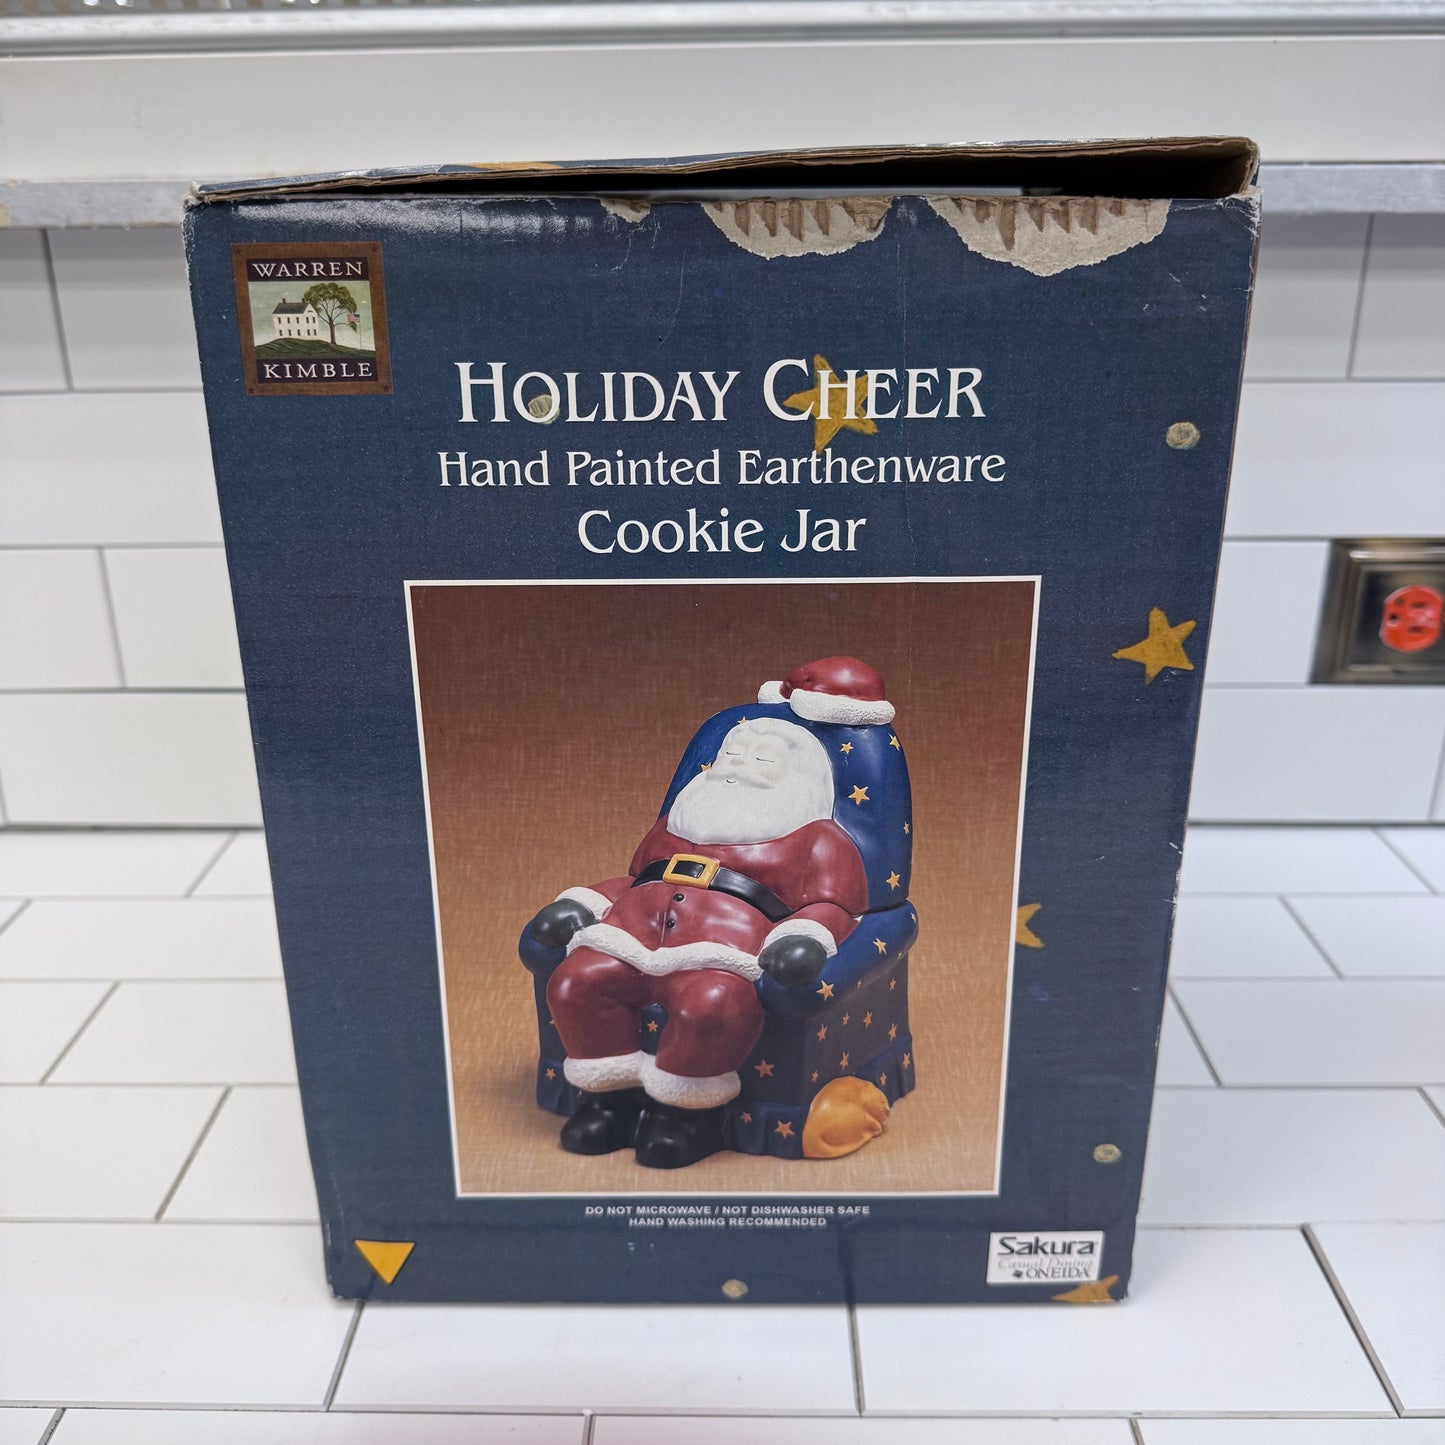 WARREN
KIMBLE
HOLIDAY CHEER
Hand Painted Earthenware
Cookie Jar
DO NOT MICROWAVE / NOT DISHWASHER SAFE
HAND WASHING RECOMMENDED
Sakura
Casual Dining
ONEIDA